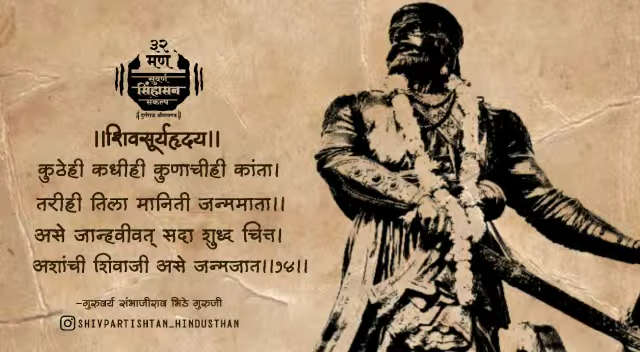 ३२
मण
सुवर्ण
सिंहासन
संकल्प
॥शिवसूर्यहृदय॥
कुठेही कधीही कुणाचीही कांता।
तरीही तिला मानिती जन्ममाता।।
असे जान्हवीवत् सदा शुध्द चित्त।
अशांची शिवाजी असे जन्मजात।।७४।।
-गुरुवर्य संभाजीराव भिडे गुरुजी
SHIVPARTISHTAN_HINDUSTHAN